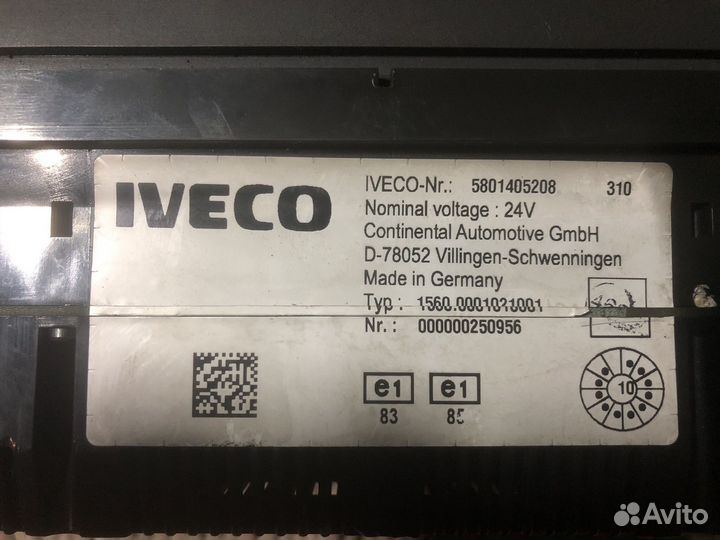 IVECO
IVECO-Nr.: 5801405208 310
Nominal voltage : 24V
Continental Automotive GmbH
D-78052 Villingen-Schwenningen
Made in Germany
Typ : 1560.0001031001
Nr.: 000000250956
e1 e1
83 85
10
Avito